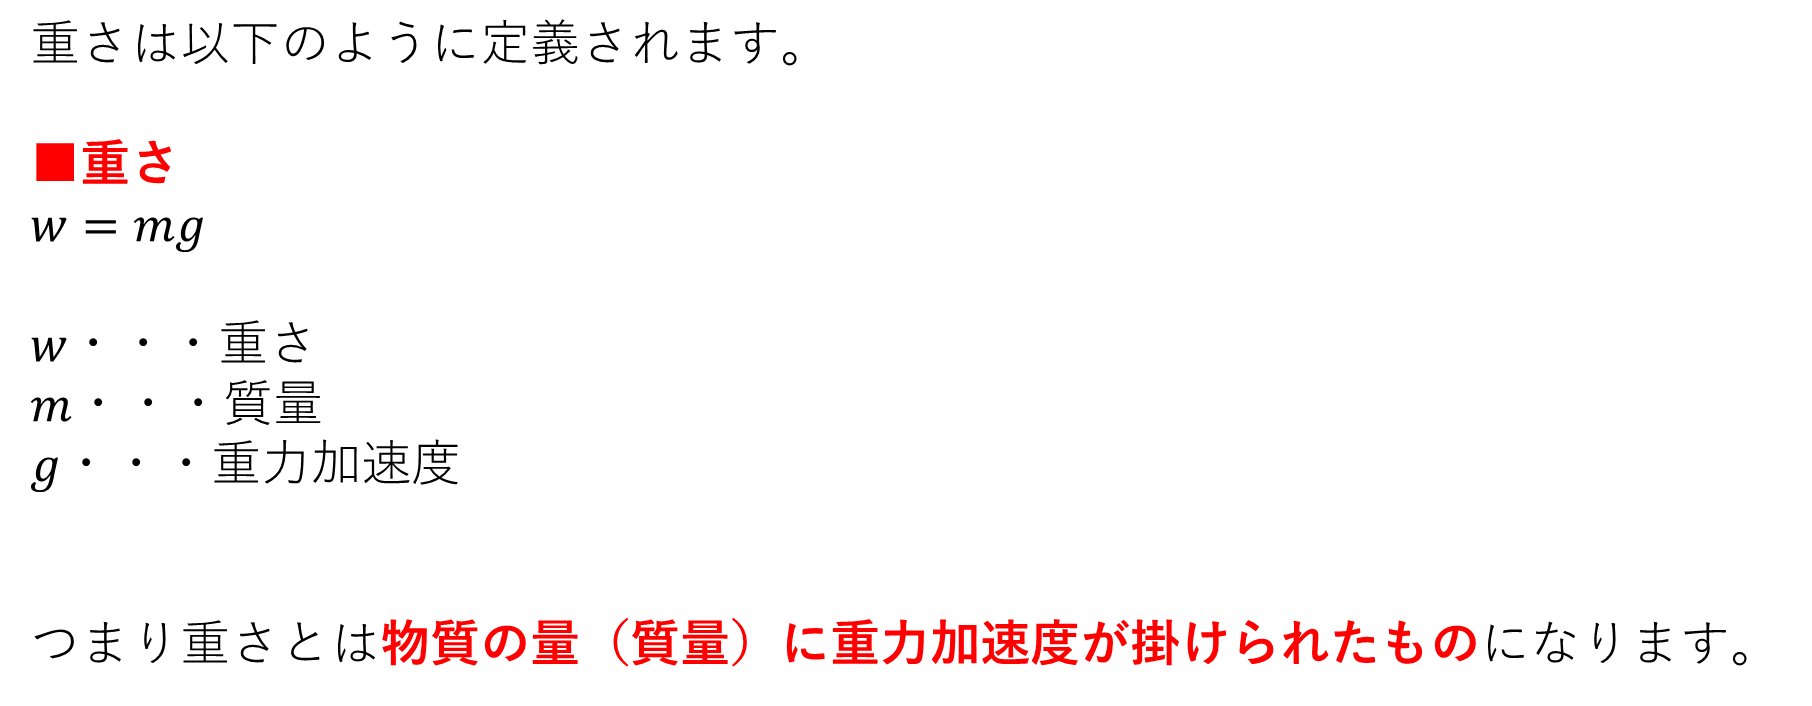 重さは以下のように定義されます。
■重さ
w = mg
w・・・重さ
m・・・質量
g・・・重力加速度
つまり重さとは物質の量（質量）に重力加速度が掛けられたものになります。